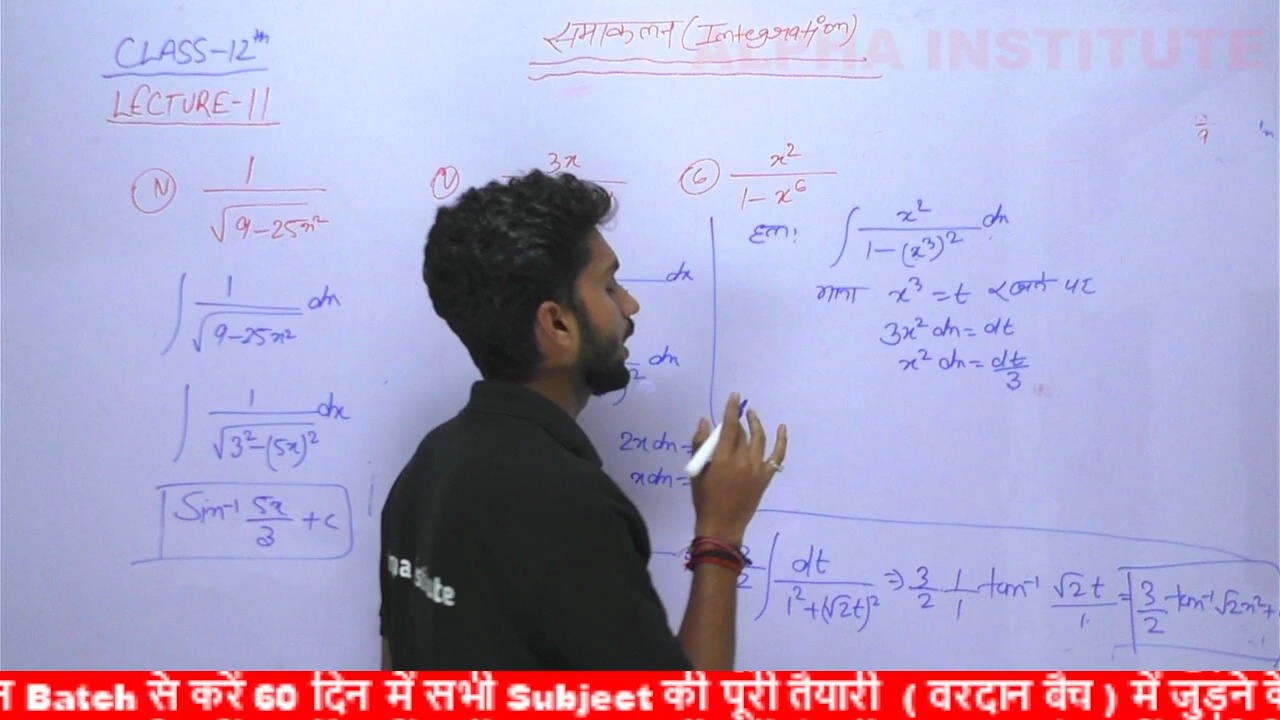 CLASS-12th
LECTURE-11
समाकलन (Integration)
ALPHA INSTITUTE
(IV) 1/√(9-25x²)
∫ 1/√(9-25x²) dx
∫ 1/√(3²-(5x)²) dx
Sin⁻¹ 5x/3 + c
(V) 3x
dx
)² dx
2x dx =
x dx =
(6) x²/(1-x⁶)
हल: ∫ x²/(1-(x³)²) dx
माना x³ = t रखने पर
3x² dx = dt
x² dx = dt/3
∫ dt/(1²+(√2t)²) ⇒ 3/2 1/1 tan⁻¹ √2t/1 = 3/2 tan⁻¹ √2x² +
Batch से करें 60 दिन में सभी Subject की पूरी तैयारी ( वरदान बैच ) में जुड़ने